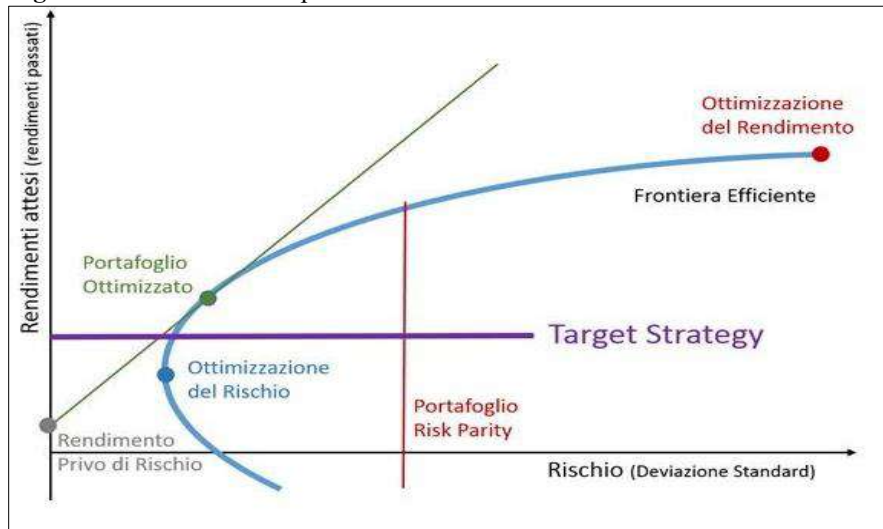 Rendimenti attesi (rendimenti passati)
Ottimizzazione
del Rendimento
Frontiera Efficiente
Portafoglio
Ottimizzato
Target Strategy
Ottimizzazione
del Rischio
Portafoglio
Risk Parity
Rendimento
Privo di Rischio
Rischio (Deviazione Standard)